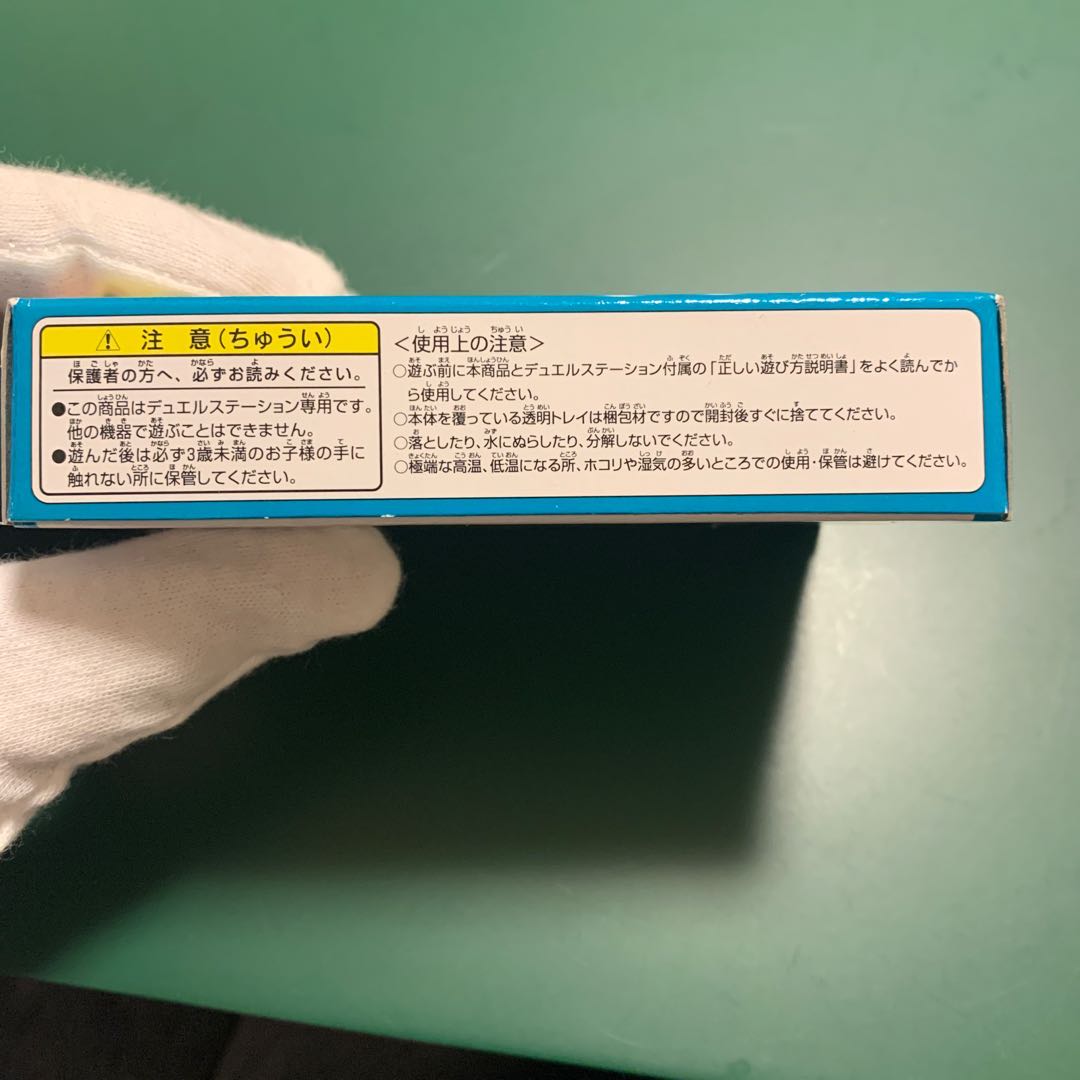 ⚠ 注 意(ちゅうい)
保護者の方へ、必ずお読みください。
●この商品はデュエルステーション専用です。
他の機器で遊ぶことはできません。
●遊んだ後は必ず3歳未満のお子様の手に
触れない所に保管してください。
＜使用上の注意＞
○遊ぶ前に本商品とデュエルステーション付属の「正しい遊び方説明書」をよく読んでか
ら使用してください。
○本体を覆っている透明トレイは梱包材ですので開封後すぐに捨ててください。
○落としたり、水にぬらしたり、分解しないでください。
○極端な高温、低温になる所、ホコリや湿気の多いところでの使用・保管は避けてください。